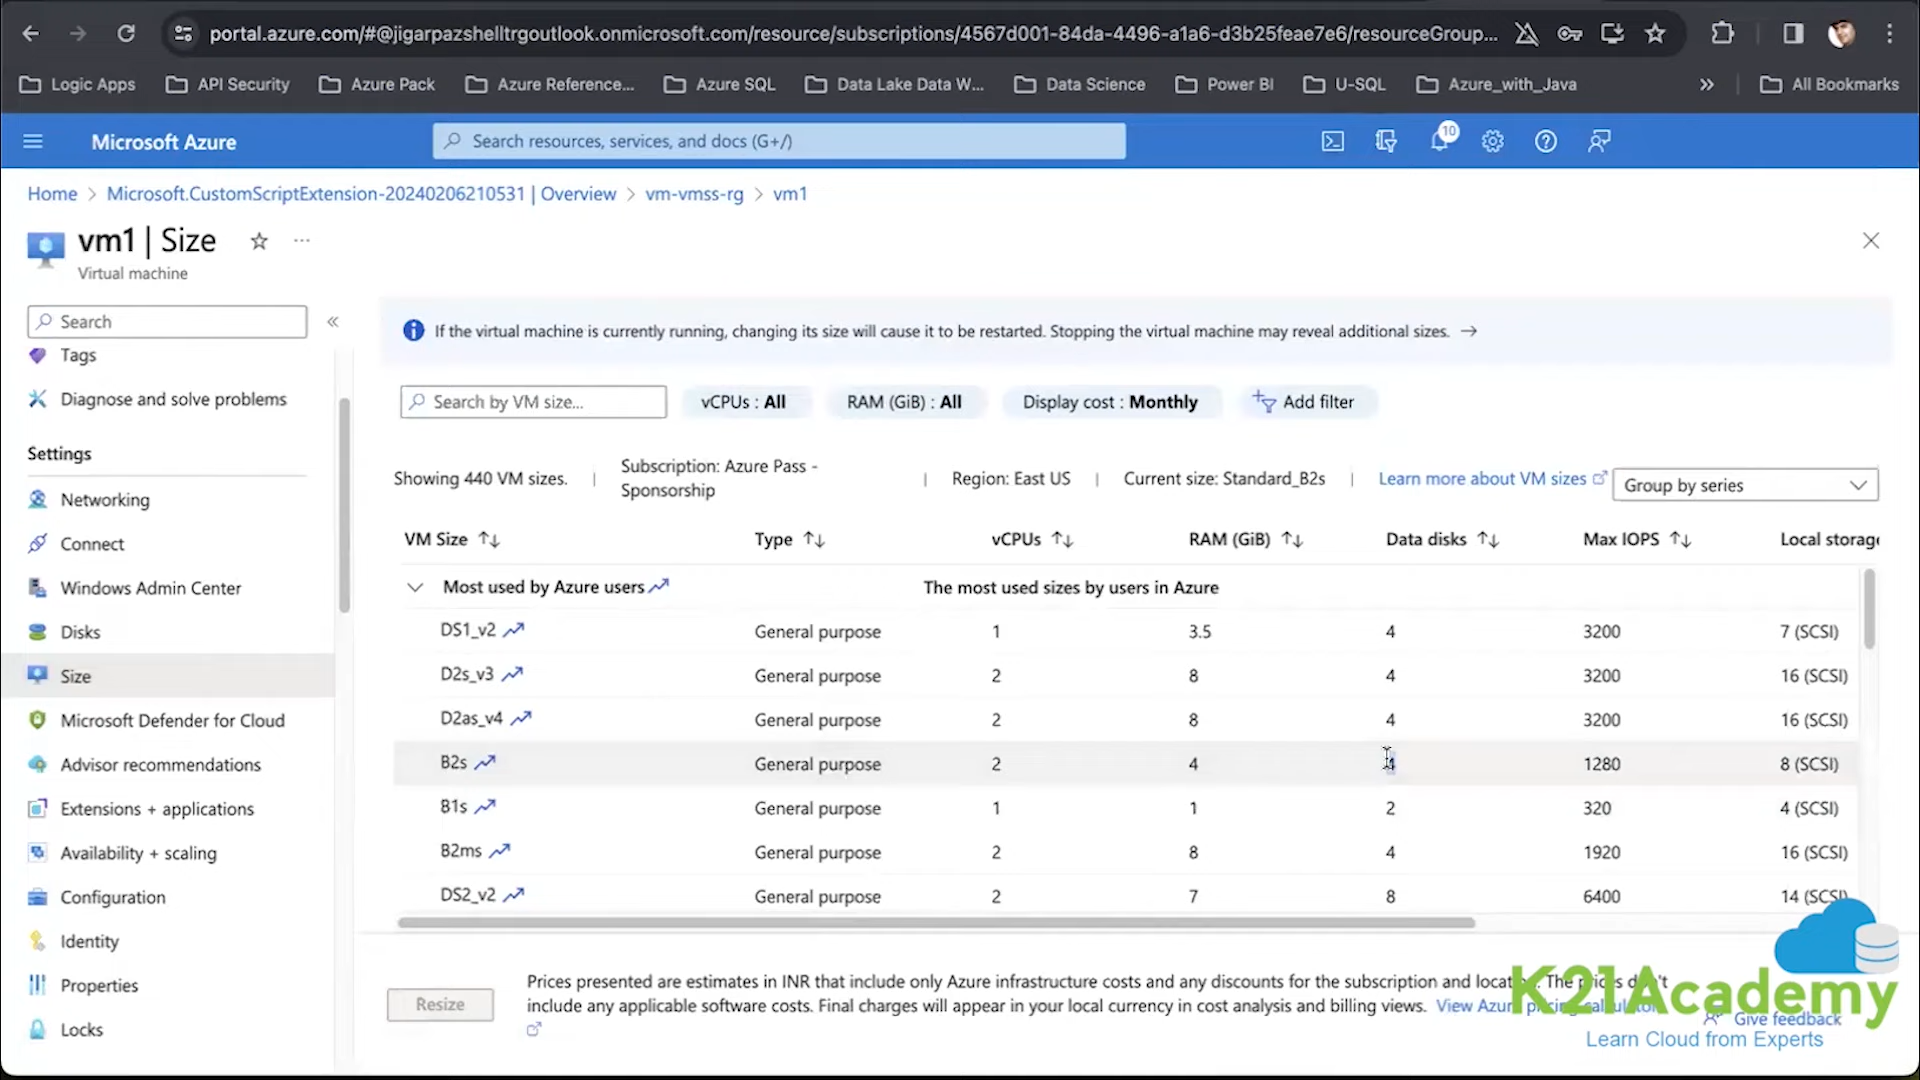 portal.azure.com/#@jigarpazshelltrgoutlook.onmicrosoft.com/resource/subscriptions/4567d001-84da-4496-a1a6-d3b25feae7e6/resourceGroup...
Logic Apps API Security Azure Pack Azure Reference... Azure SQL Data Lake Data W... Data Science Power BI U-SQL Azure_with_Java » All Bookmarks
Microsoft Azure Search resources, services, and docs (G+/) 10
Home > Microsoft.CustomScriptExtension-20240206210531 | Overview > vm-vmss-rg > vm1
vm1 | Size ...
Virtual machine
Search «
Tags
Diagnose and solve problems
Settings
Networking
Connect
Windows Admin Center
Disks
Size
Microsoft Defender for Cloud
Advisor recommendations
Extensions + applications
Availability + scaling
Configuration
Identity
Properties
Locks
If the virtual machine is currently running, changing its size will cause it to be restarted. Stopping the virtual machine may reveal additional sizes. →
Search by VM size... vCPUs : All RAM (GiB) : All Display cost : Monthly Add filter
Showing 440 VM sizes. | Subscription: Azure Pass - Sponsorship | Region: East US | Current size: Standard_B2s | Learn more about VM sizes Group by series
VM Size ↑↓ Type ↑↓ vCPUs ↑↓ RAM (GiB) ↑↓ Data disks ↑↓ Max IOPS ↑↓ Local storage
Most used by Azure users The most used sizes by users in Azure
DS1_v2 General purpose 1 3.5 4 3200 7 (SCSI)
D2s_v3 General purpose 2 8 4 3200 16 (SCSI)
D2as_v4 General purpose 2 8 4 3200 16 (SCSI)
B2s General purpose 2 4 4 1280 8 (SCSI)
B1s General purpose 1 1 2 320 4 (SCSI)
B2ms General purpose 2 8 4 1920 16 (SCSI)
DS2_v2 General purpose 2 7 8 6400 14 (SCSI)
Resize
Prices presented are estimates in INR that include only Azure infrastructure costs and any discounts for the subscription and location. The prices don't
include any applicable software costs. Final charges will appear in your local currency in cost analysis and billing views. View Azure pricing calculator
Give feedback
K21Academy
Learn Cloud from Experts